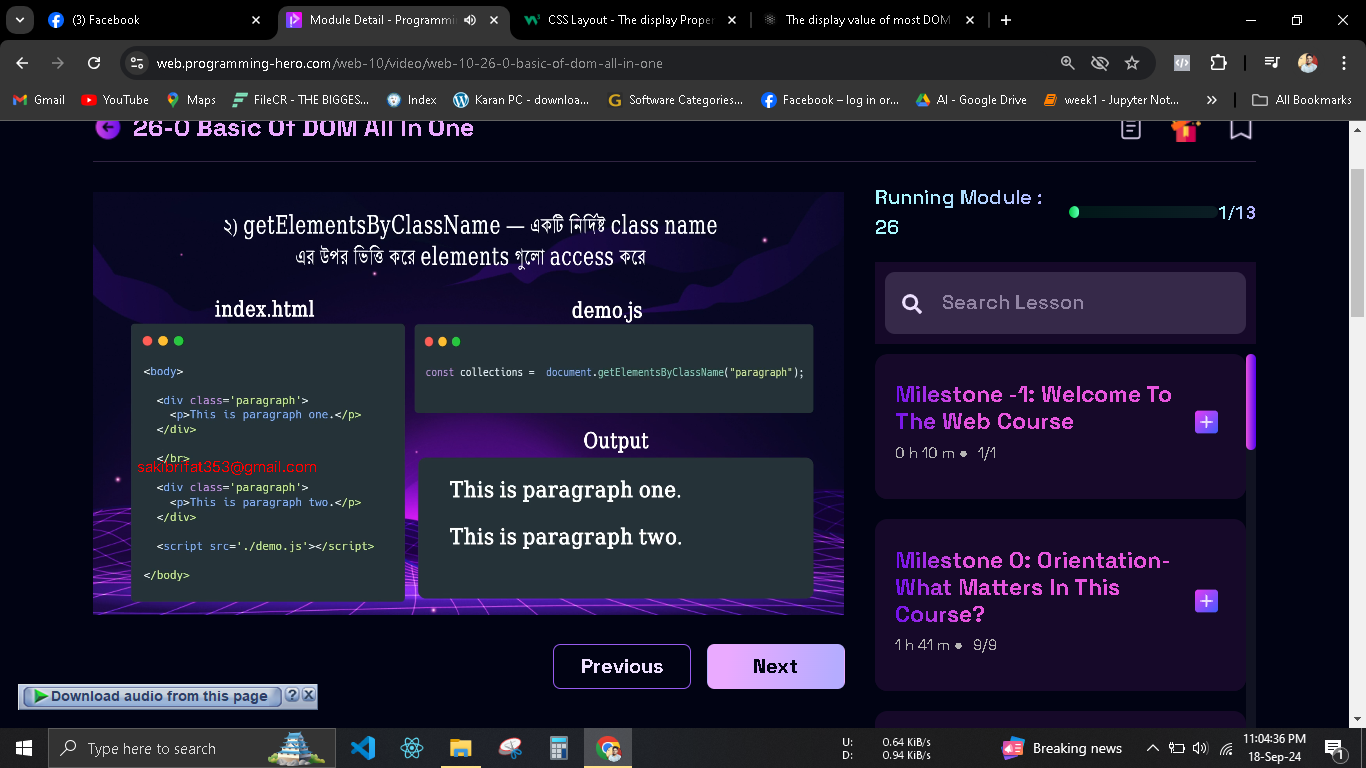 (3) Facebook
Module Detail - Programmi
CSS Layout - The display Proper
The display value of most DOM
web.programming-hero.com/web-10/video/web-10-26-0-basic-of-dom-all-in-one
Gmail
YouTube
Maps
FileCR - THE BIGGES...
Index
Karan PC - downloa...
Software Categories...
Facebook – log in or...
AI - Google Drive
week1 - Jupyter Not...
All Bookmarks
26-0 Basic Of DOM All In One
২) getElementsByClassName — একটি নির্দিষ্ট class name
এর উপর ভিত্তি করে elements গুলো access করে
index.html
<body>
<div class='paragraph'>
<p>This is paragraph one.</p>
</div>
</br>
sakibrifat353@gmail.com
<div class='paragraph'>
<p>This is paragraph two.</p>
</div>
<script src='./demo.js'></script>
</body>
demo.js
const collections = document.getElementsByClassName("paragraph");
Output
This is paragraph one.
This is paragraph two.
Previous
Next
Running Module :
26
1/13
Search Lesson
Milestone -1: Welcome To
The Web Course
0 h 10 m ● 1/1
Milestone 0: Orientation-
What Matters In This
Course?
1 h 41 m ● 9/9
Download audio from this page
Type here to search
U: 0.64 KiB/s
D: 0.94 KiB/s
Breaking news
11:04:36 PM
18-Sep-24
1